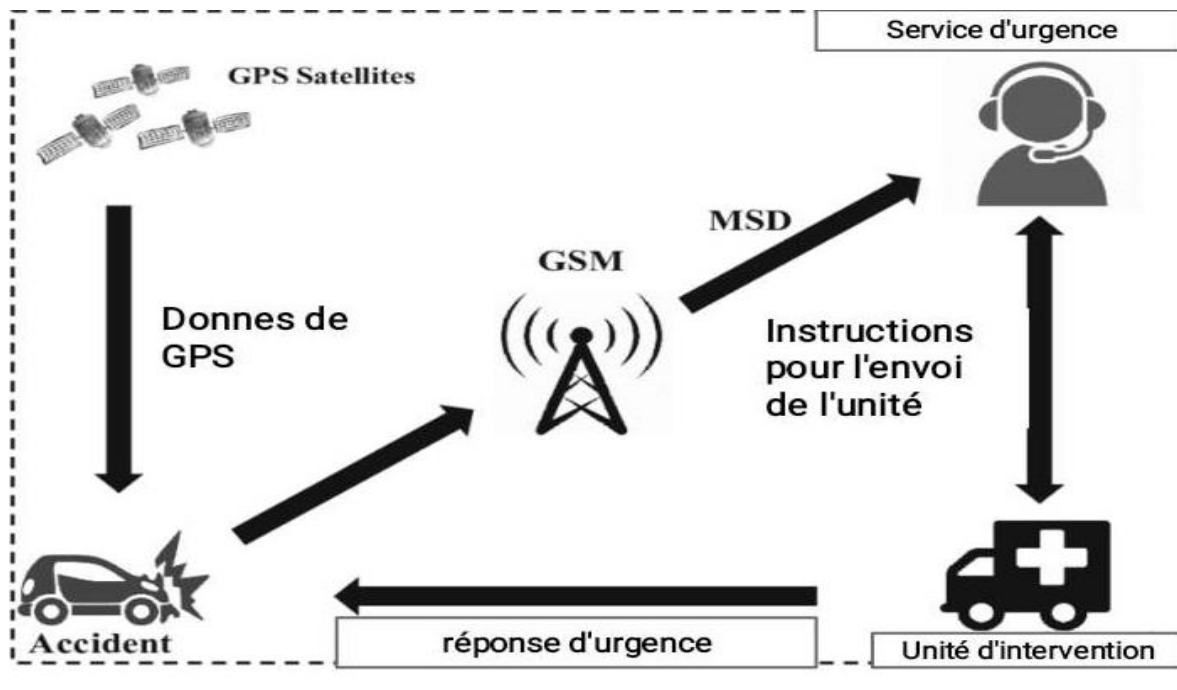 Service d'urgence
GPS Satellites
MSD
GSM
Donnes de
GPS
Instructions
pour l'envoi
de l'unité
Accident
réponse d'urgence
Unité d'intervention